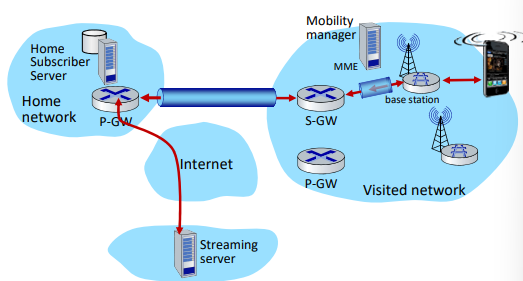 Home
Subscriber
Server
Home
network
P-GW
Mobility
manager
MME
base station
S-GW
P-GW
Visited network
Internet
Streaming
server